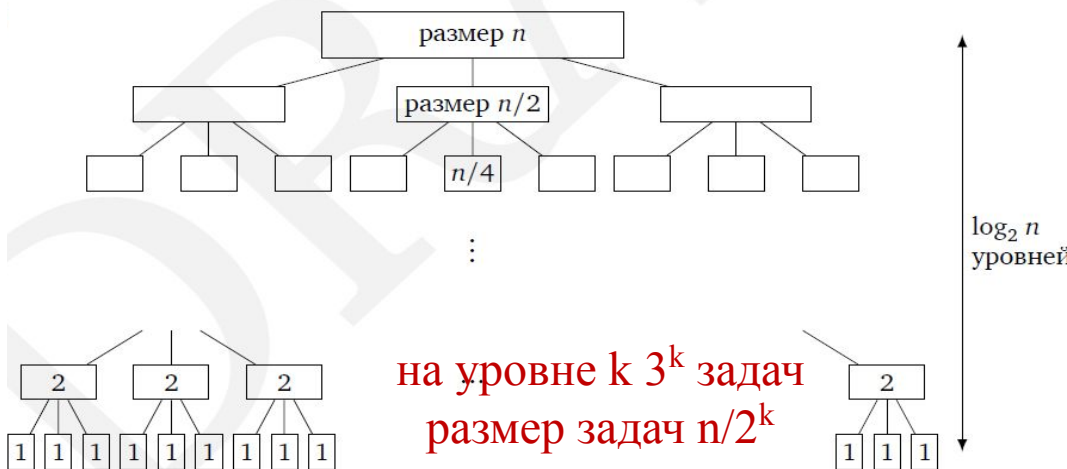 размер n
размер n/2
n/4
⋮
log₂ n
уровней
2 2 2 ... 2
на уровне k 3ᵏ задач
размер задач n/2ᵏ
1 1 1 1 1 1 1 1 1 1 1 1
DRA